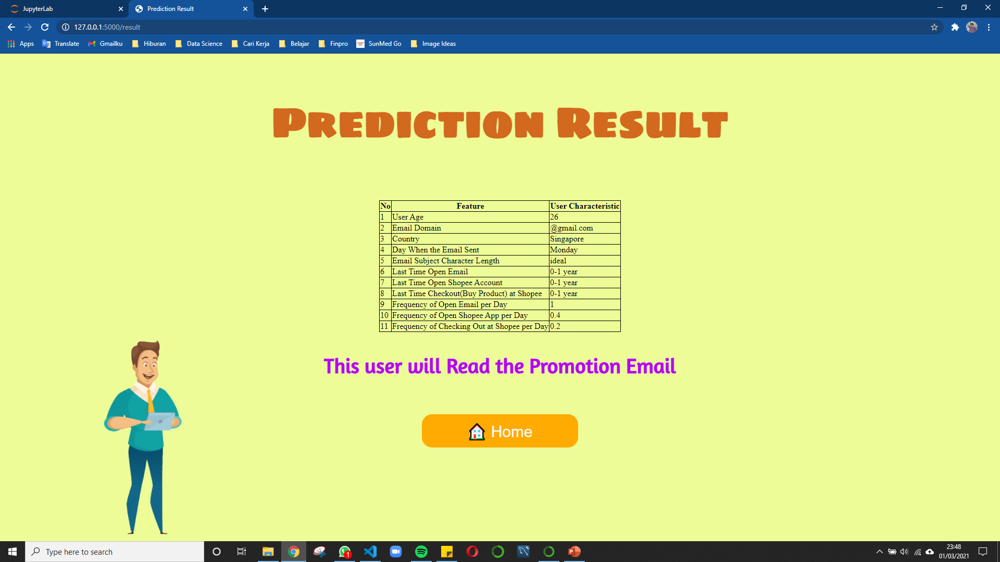 JupyterLab
Prediction Result
127.0.0.1:5000/result
Apps Translate Gmailku Hiburan Data Science Cari Kerja Belajar Finpro SUNMED GO SunMed Go Image Ideas
Prediction Result
No Feature User Characteristic
1 User Age 26
2 Email Domain @gmail.com
3 Country Singapore
4 Day When the Email Sent Monday
5 Email Subject Character Length ideal
6 Last Time Open Email 0-1 year
7 Last Time Open Shopee Account 0-1 year
8 Last Time Checkout(Buy Product) at Shopee 0-1 year
9 Frequency of Open Email per Day 1
10 Frequency of Open Shopee App per Day 0.4
11 Frequency of Checking Out at Shopee per Day 0.2
This user will Read the Promotion Email
Home
Type here to search
1
23:48
01/03/2021